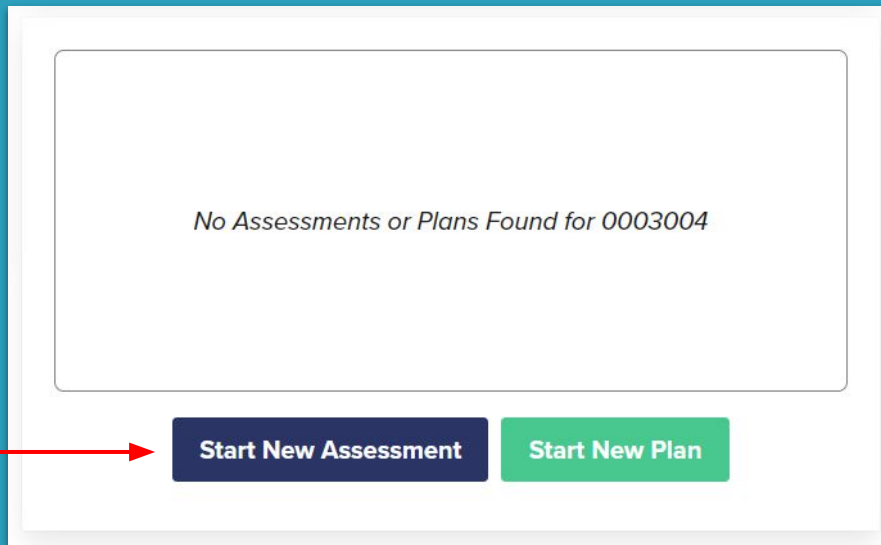 No Assessments or Plans Found for 0003004
Start New Assessment
Start New Plan